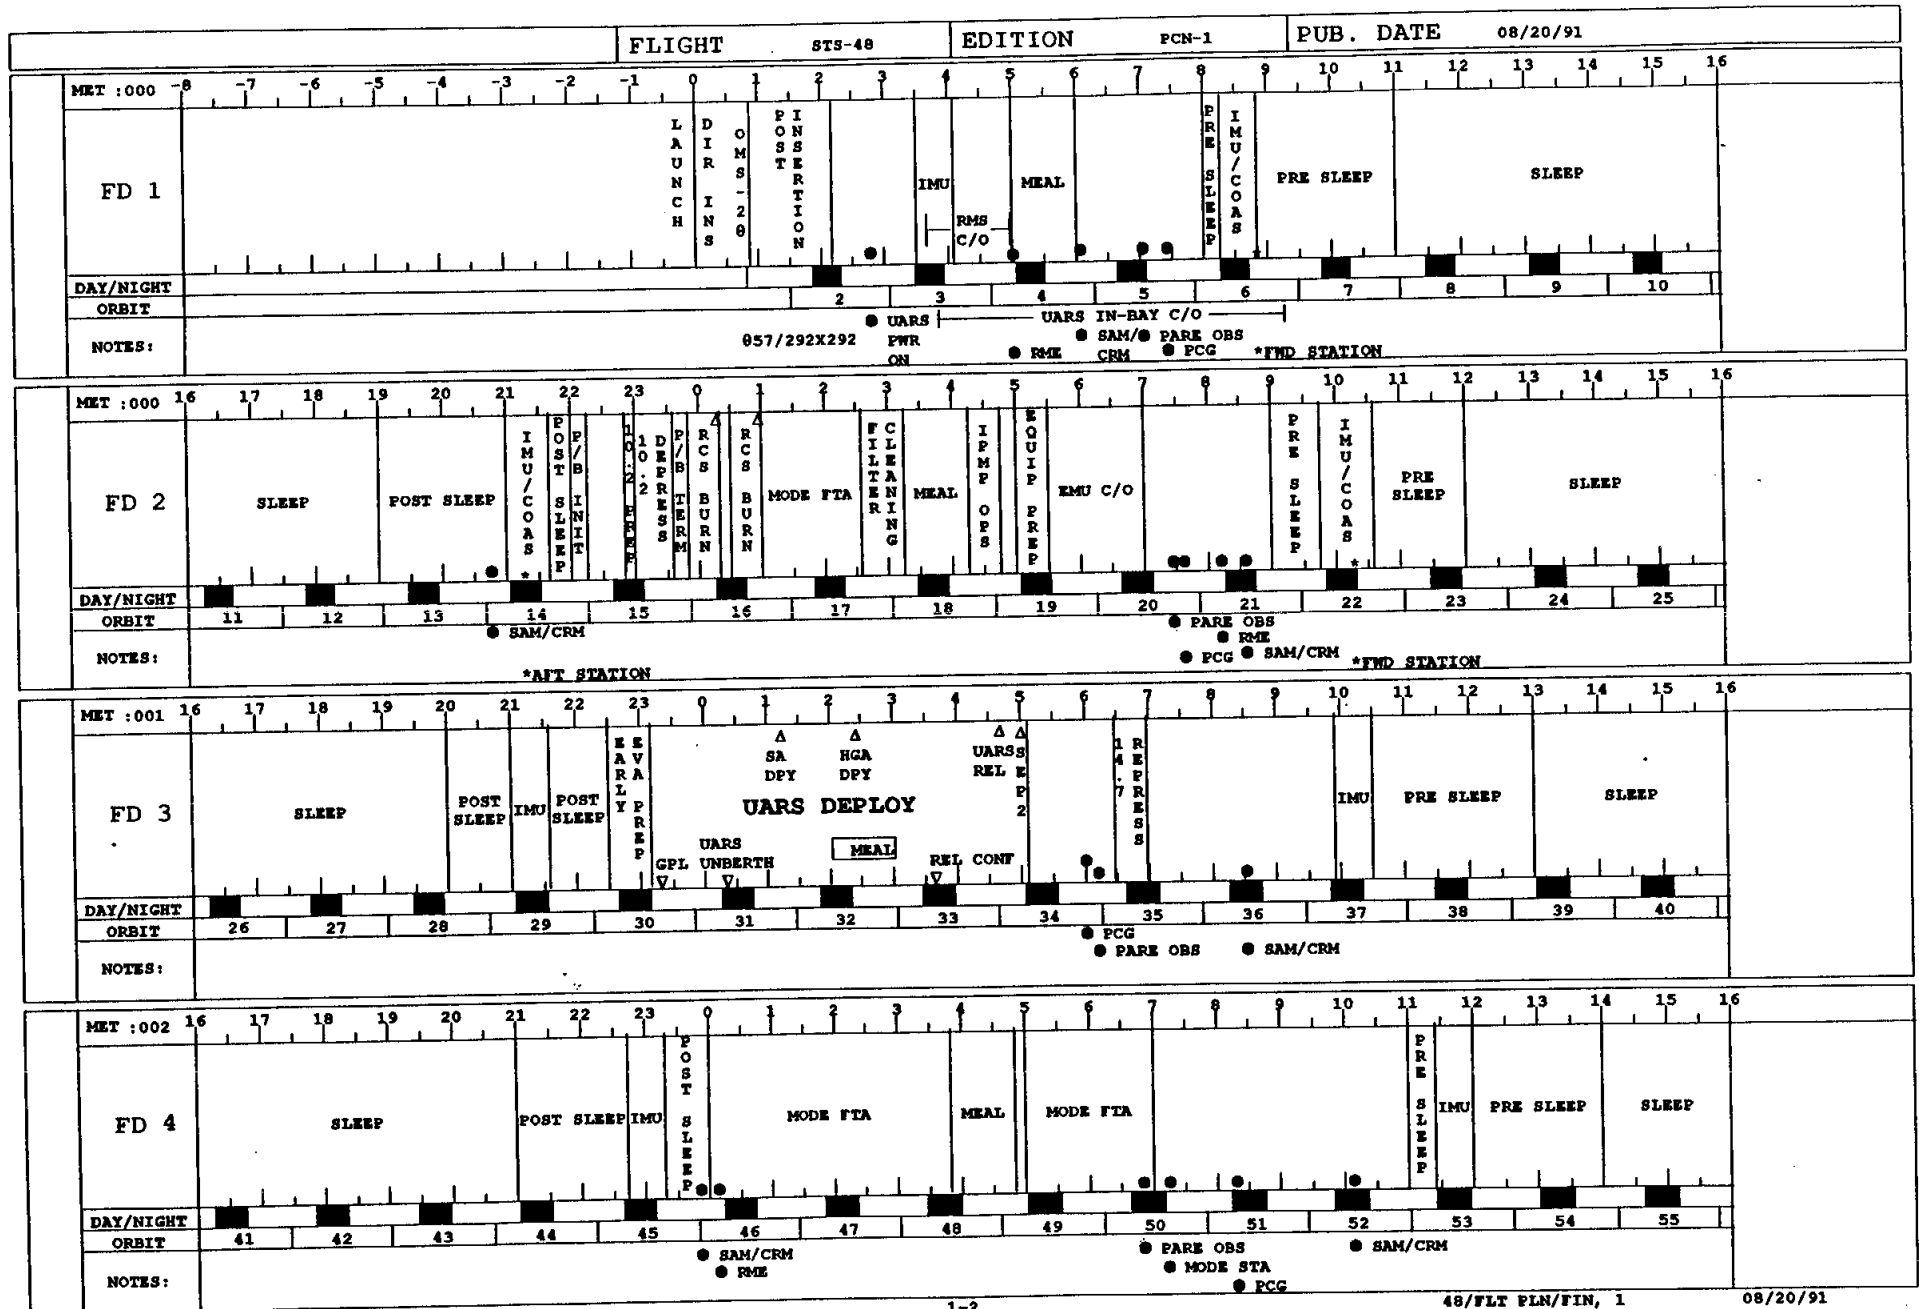 FLIGHT STS-48 EDITION PCN-1 PUB. DATE 08/20/91
MET :000 -8 -7 -6 -5 -4 -3 -2 -1 0 1 2 3 4 5 6 7 8 9 10 11 12 13 14 15 16
FD 1
LAUNCH
DIR INS
OMS-2θ
POST INSERTION
IMU
RMS C/O
MEAL
PRE SLEEP
IMU/COAS
PRE SLEEP
SLEEP
*
DAY/NIGHT
ORBIT 2 3 4 5 6 7 8 9 10
NOTES:
θ57/292X292
● UARS PWR ON
UARS IN-BAY C/O
● RME
● SAM/CRM
● PARE OBS
● PCG
*FWD STATION
MET :000 16 17 18 19 20 21 22 23 0 1 2 3 4 5 6 7 8 9 10 11 12 13 14 15 16
FD 2
SLEEP
POST SLEEP
IMU/COAS
*
POST SLEEP
P/B INIT
10.2 PREP
10.2 DEPRESS
P/B TERM
RCS BURN
RCS BURN
MODE FTA
FILTER CLEANING
MEAL
IPMP OPS
EQUIP PREP
EMU C/O
PRE SLEEP
IMU/COAS
*
PRE SLEEP
SLEEP
DAY/NIGHT
ORBIT 11 12 13 14 15 16 17 18 19 20 21 22 23 24 25
NOTES:
● SAM/CRM
*AFT STATION
● PARE OBS
● RME
● PCG
● SAM/CRM
*FWD STATION
MET :001 16 17 18 19 20 21 22 23 0 1 2 3 4 5 6 7 8 9 10 11 12 13 14 15 16
FD 3
SLEEP
POST SLEEP
IMU
POST SLEEP
EARLY EVA PREP
SA DPY
HGA DPY
UARS REL
SEP2
UARS DEPLOY
GPL
UARS UNBERTH
MEAL
REL CONF
14.7 REPRESS
IMU
PRE SLEEP
SLEEP
DAY/NIGHT
ORBIT 26 27 28 29 30 31 32 33 34 35 36 37 38 39 40
NOTES:
● PCG
● PARE OBS
● SAM/CRM
MET :002 16 17 18 19 20 21 22 23 0 1 2 3 4 5 6 7 8 9 10 11 12 13 14 15 16
FD 4
SLEEP
POST SLEEP
IMU
POST SLEEP
MODE FTA
MEAL
MODE FTA
PRE SLEEP
IMU
PRE SLEEP
SLEEP
DAY/NIGHT
ORBIT 41 42 43 44 45 46 47 48 49 50 51 52 53 54 55
NOTES:
● SAM/CRM
● RME
● PARE OBS
● MODE STA
● PCG
● SAM/CRM
1-2
48/FLT PLN/FIN, 1 08/20/91